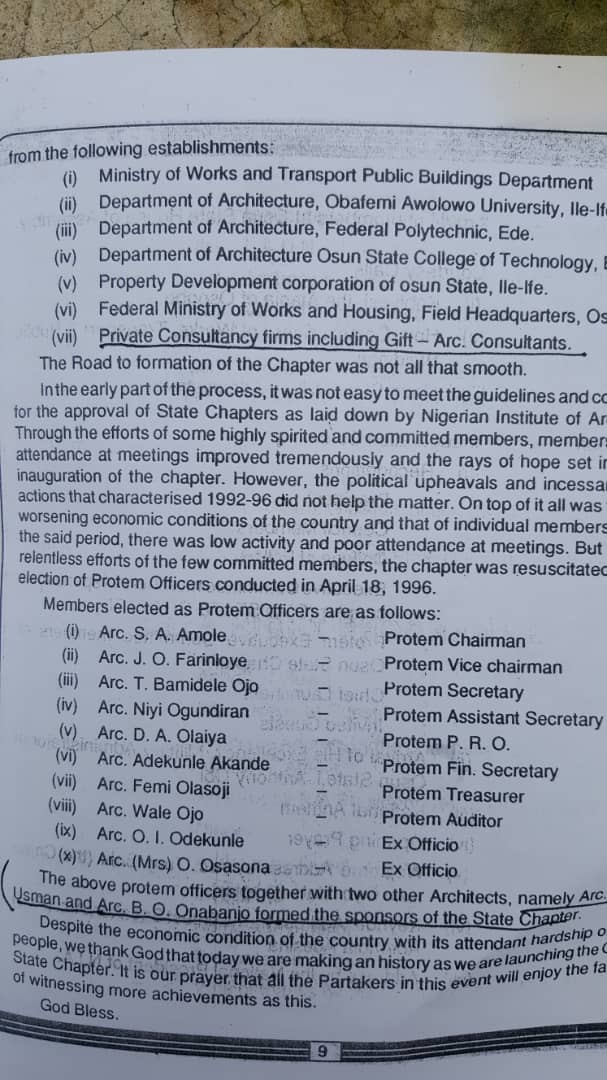 from the following establishments:
(i) Ministry of Works and Transport Public Buildings Department
(ii) Department of Architecture, Obafemi Awolowo University, Ile-Ife
(iii) Department of Architecture, Federal Polytechnic, Ede.
(iv) Department of Architecture Osun State College of Technology,
(v) Property Development corporation of osun State, Ile-Ife.
(vi) Federal Ministry of Works and Housing, Field Headquarters, Os
(vii) Private Consultancy firms including Gift – Arc. Consultants.
The Road to formation of the Chapter was not all that smooth.
In the early part of the process, it was not easy to meet the guidelines and co
for the approval of State Chapters as laid down by Nigerian Institute of Ar
Through the efforts of some highly spirited and committed members, members
attendance at meetings improved tremendously and the rays of hope set in
inauguration of the chapter. However, the political upheavals and incessa
actions that characterised 1992-96 did not help the matter. On top of it all was
worsening economic conditions of the country and that of individual members
the said period, there was low activity and poor attendance at meetings. But
relentless efforts of the few committed members, the chapter was resuscitated
election of Protem Officers conducted in April 18, 1996.
Members elected as Protem Officers are as follows:
(i) Arc. S. A. Amole – Protem Chairman
(ii) Arc. J. O. Farinloye – Protem Vice chairman
(iii) Arc. T. Bamidele Ojo – Protem Secretary
(iv) Arc. Niyi Ogundiran – Protem Assistant Secretary
(v) Arc. D. A. Olaiya – Protem P. R. O.
(vi) Arc. Adekunle Akande – Protem Fin. Secretary
(vii) Arc. Femi Olasoji – Protem Treasurer
(viii) Arc. Wale Ojo – Protem Auditor
(ix) Arc. O. I. Odekunle – Ex Officio
(x) Arc. (Mrs) O. Osasona – Ex Officio
The above protem officers together with two other Architects, namely Arc.
Usman and Arc. B. O. Onabanjo formed the sponsors of the State Chapter.
Despite the economic condition of the country with its attendant hardship o
people, we thank God that today we are making an history as we are launching the
State Chapter. It is our prayer that all the Partakers in this event will enjoy the fa
of witnessing more achievements as this.
God Bless.
9